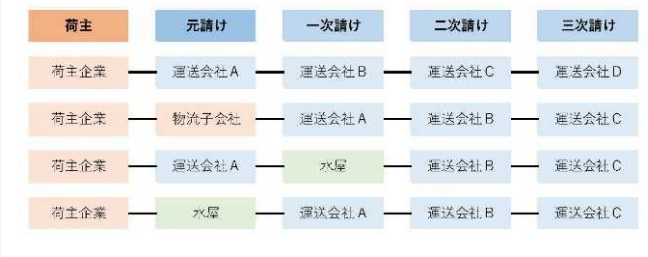 荷主 元請け 一次請け 二次請け 三次請け
荷主企業 運送会社A 運送会社B 運送会社C 運送会社D
荷主企業 物流子会社 運送会社A 運送会社B 運送会社C
荷主企業 運送会社A 水屋 運送会社B 運送会社C
荷主企業 水屋 運送会社A 運送会社B 運送会社C